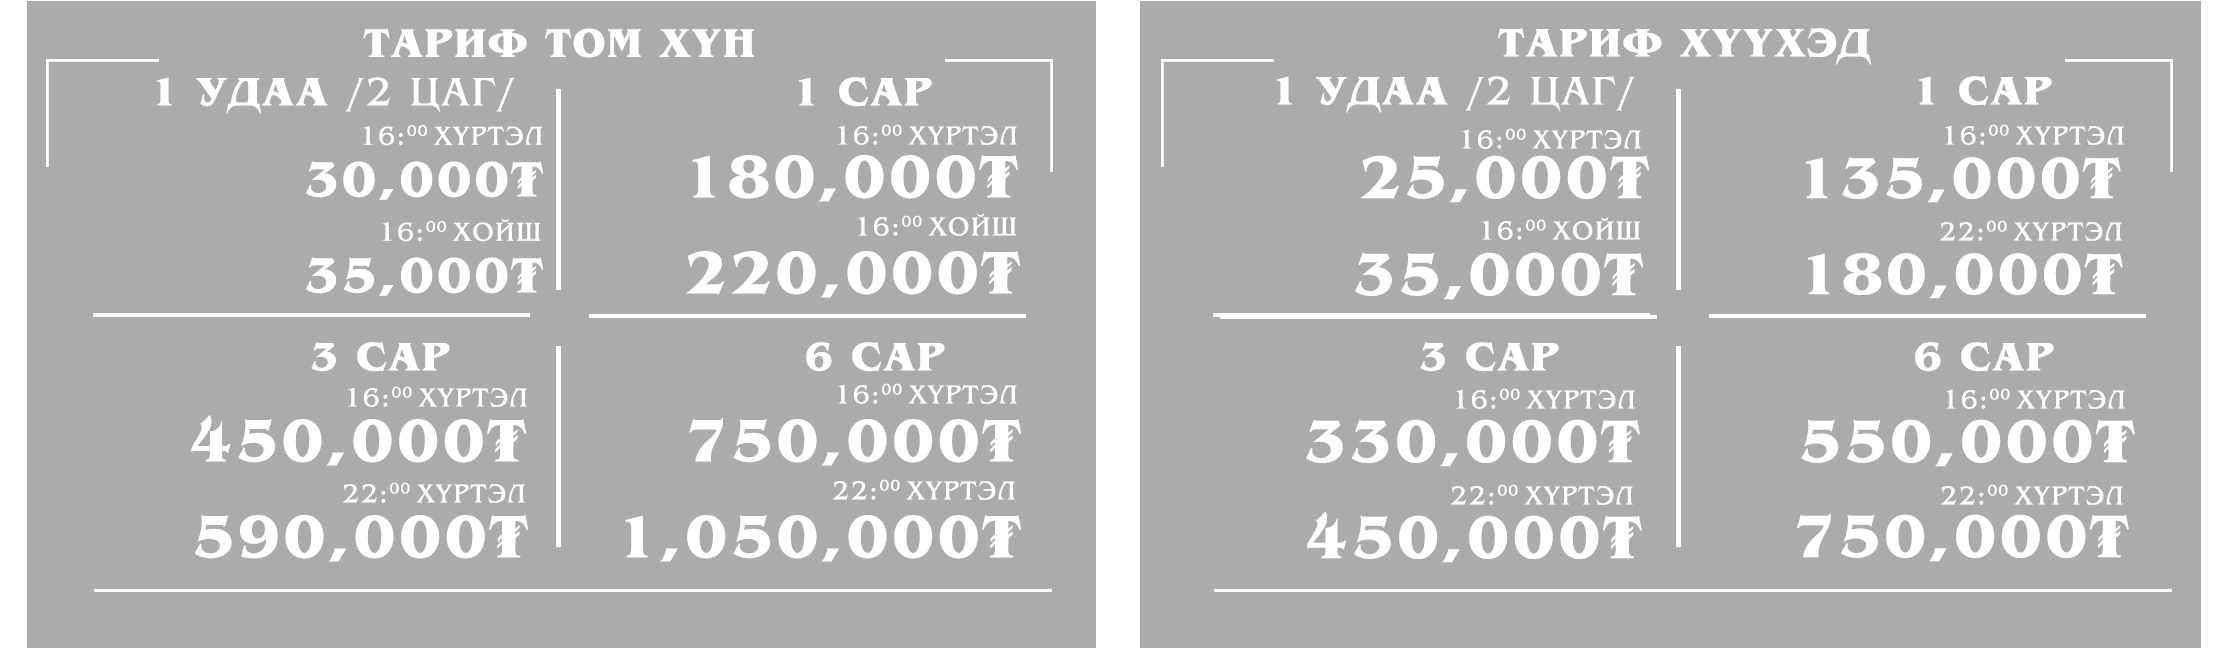 ТАРИФ ТОМ ХҮН
1 УДАА /2 ЦАГ/
16:00 ХҮРТЭЛ
30,000₮
16:00 ХОЙШ
35,000₮
1 САР
16:00 ХҮРТЭЛ
180,000₮
16:00 ХОЙШ
220,000₮
3 САР
16:00 ХҮРТЭЛ
450,000₮
22:00 ХҮРТЭЛ
590,000₮
6 САР
16:00 ХҮРТЭЛ
750,000₮
22:00 ХҮРТЭЛ
1,050,000₮
ТАРИФ ХҮҮХЭД
1 УДАА /2 ЦАГ/
16:00 ХҮРТЭЛ
25,000₮
16:00 ХОЙШ
35,000₮
1 САР
16:00 ХҮРТЭЛ
135,000₮
22:00 ХҮРТЭЛ
180,000₮
3 САР
16:00 ХҮРТЭЛ
330,000₮
22:00 ХҮРТЭЛ
450,000₮
6 САР
16:00 ХҮРТЭЛ
550,000₮
22:00 ХҮРТЭЛ
750,000₮